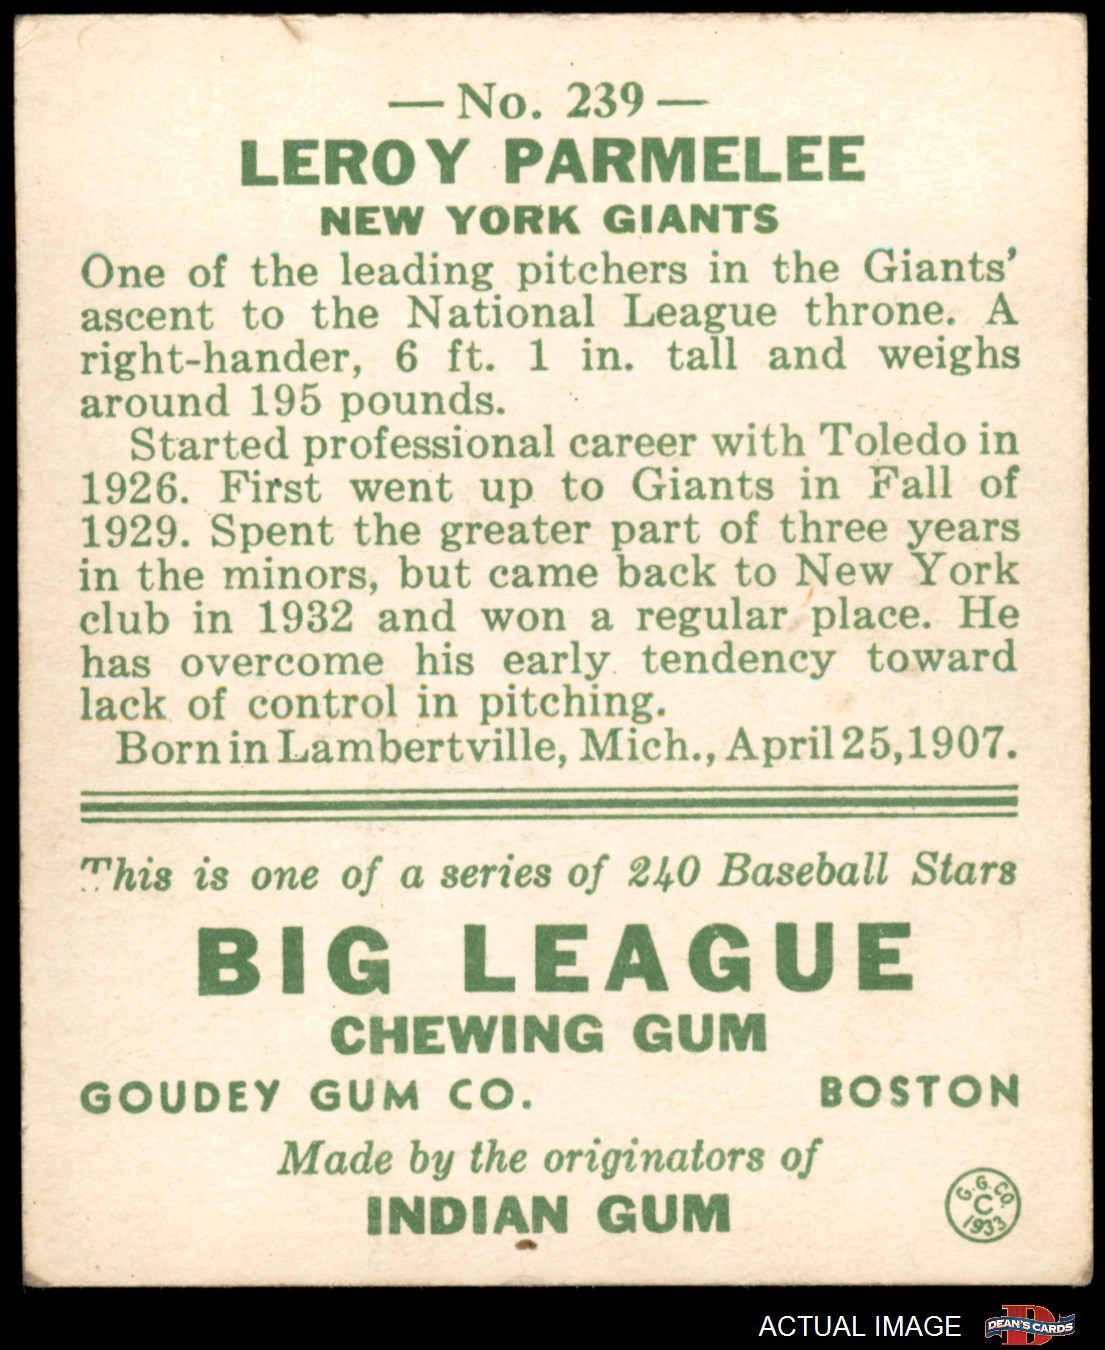 — No. 239 —
LEROY PARMELEE
NEW YORK GIANTS
One of the leading pitchers in the Giants'
ascent to the National League throne. A
right-hander, 6 ft. 1 in. tall and weighs
around 195 pounds.
Started professional career with Toledo in
1926. First went up to Giants in Fall of
1929. Spent the greater part of three years
in the minors, but came back to New York
club in 1932 and won a regular place. He
has overcome his early tendency toward
lack of control in pitching.
Born in Lambertville, Mich., April 25, 1907.
This is one of a series of 240 Baseball Stars
BIG LEAGUE
CHEWING GUM
GOUDEY GUM CO. BOSTON
Made by the originators of
INDIAN GUM
G.G.CO.
C
1933
ACTUAL IMAGE
D
DEAN'S CARDS